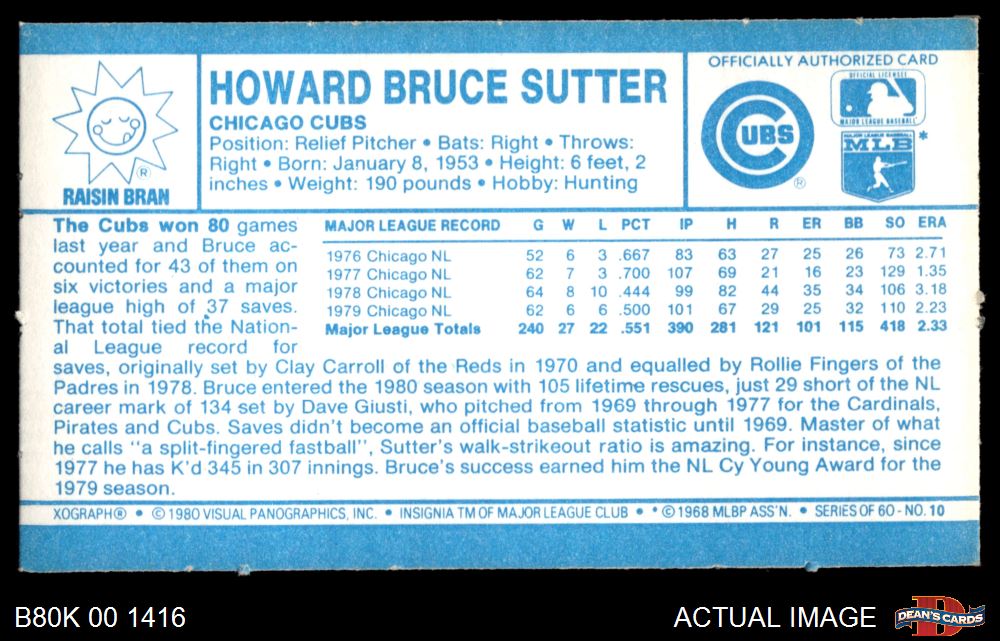 RAISIN BRAN
®
HOWARD BRUCE SUTTER
CHICAGO CUBS
Position: Relief Pitcher • Bats: Right • Throws:
Right • Born: January 8, 1953 • Height: 6 feet, 2
inches • Weight: 190 pounds • Hobby: Hunting
OFFICIALLY AUTHORIZED CARD
CUBS
®
OFFICIAL LICENSEE
MAJOR LEAGUE BASEBALL
MAJOR LEAGUE BASEBALL
MLB *
The Cubs won 80 games
last year and Bruce ac-
counted for 43 of them on
six victories and a major
league high of 37 saves.
That total tied the Nation-
al League record for
saves, originally set by Clay Carroll of the Reds in 1970 and equalled by Rollie Fingers of the
Padres in 1978. Bruce entered the 1980 season with 105 lifetime rescues, just 29 short of the NL
career mark of 134 set by Dave Giusti, who pitched from 1969 through 1977 for the Cardinals,
Pirates and Cubs. Saves didn't become an official baseball statistic until 1969. Master of what
he calls "a split-fingered fastball", Sutter's walk-strikeout ratio is amazing. For instance, since
1977 he has K'd 345 in 307 innings. Bruce's success earned him the NL Cy Young Award for the
1979 season.
MAJOR LEAGUE RECORD G W L PCT IP H R ER BB SO ERA
1976 Chicago NL 52 6 3 .667 83 63 27 25 26 73 2.71
1977 Chicago NL 62 7 3 .700 107 69 21 16 23 129 1.35
1978 Chicago NL 64 8 10 .444 99 82 44 35 34 106 3.18
1979 Chicago NL 62 6 6 .500 101 67 29 25 32 110 2.23
Major League Totals 240 27 22 .551 390 281 121 101 115 418 2.33
XOGRAPH® • © 1980 VISUAL PANOGRAPHICS, INC. • INSIGNIA TM OF MAJOR LEAGUE CLUB • * © 1968 MLBP ASS'N. • SERIES OF 60 - NO. 10
B80K 00 1416
ACTUAL IMAGE
D
DEAN'S CARDS